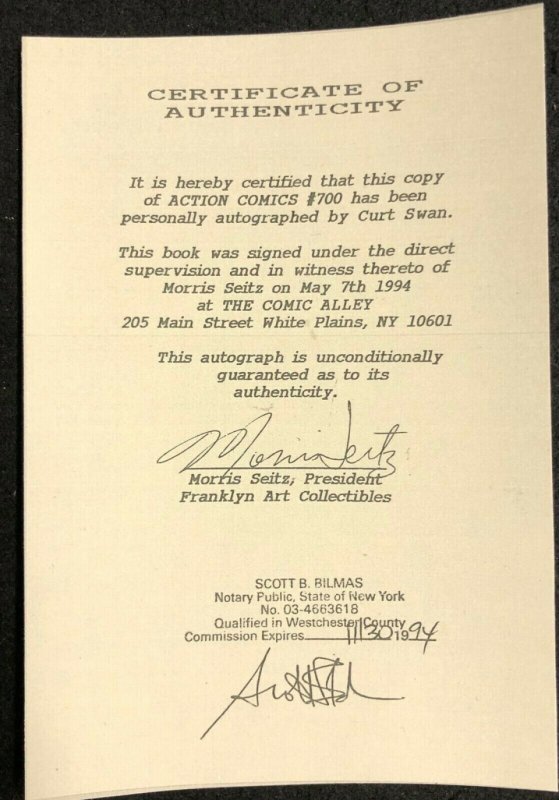 CERTIFICATE OF
AUTHENTICITY
It is hereby certified that this copy
of ACTION COMICS #700 has been
personally autographed by Curt Swan.
This book was signed under the direct
supervision and in witness thereto of
Morris Seitz on May 7th 1994
at THE COMIC ALLEY
205 Main Street White Plains, NY 10601
This autograph is unconditionally
guaranteed as to its
authenticity.
Morris Seitz
Morris Seitz, President
Franklyn Art Collectibles
SCOTT B. BILMAS
Notary Public, State of New York
No. 03-4663618
Qualified in Westchester County
Commission Expires 11/30 1994